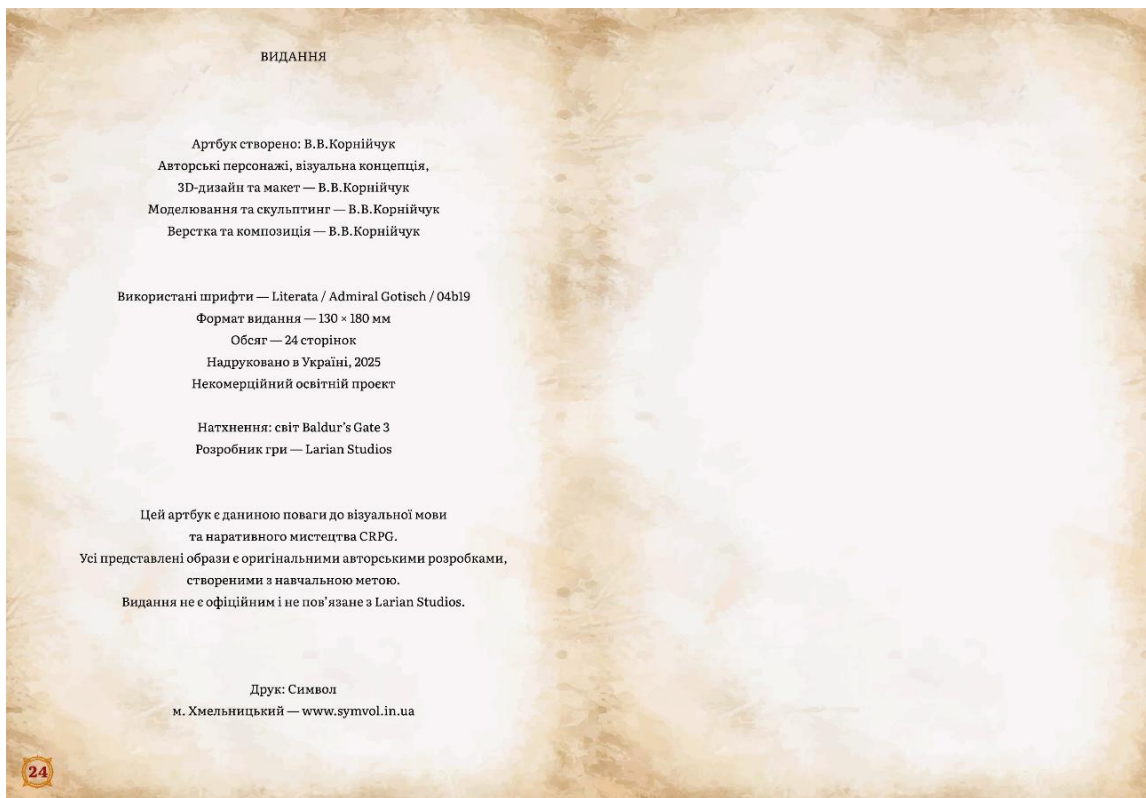 ВИДАННЯ
Артбук створено: В.В.Корнійчук
Авторські персонажі, візуальна концепція,
3D-дизайн та макет — В.В.Корнійчук
Моделювання та скульптинг — В.В.Корнійчук
Верстка та композиція — В.В.Корнійчук
Використані шрифти — Literata / Admiral Gotisch / 04b19
Формат видання — 130 × 180 мм
Обсяг — 24 сторінок
Надруковано в Україні, 2025
Некомерційний освітній проєкт
Натхнення: світ Baldur’s Gate 3
Розробник гри — Larian Studios
Цей артбук є даниною поваги до візуальної мови
та наративного мистецтва CRPG.
Усі представлені образи є оригінальними авторськими розробками,
створеними з навчальною метою.
Видання не є офіційним і не пов’язане з Larian Studios.
Друк: Символ
м. Хмельницький — www.symvol.in.ua
24